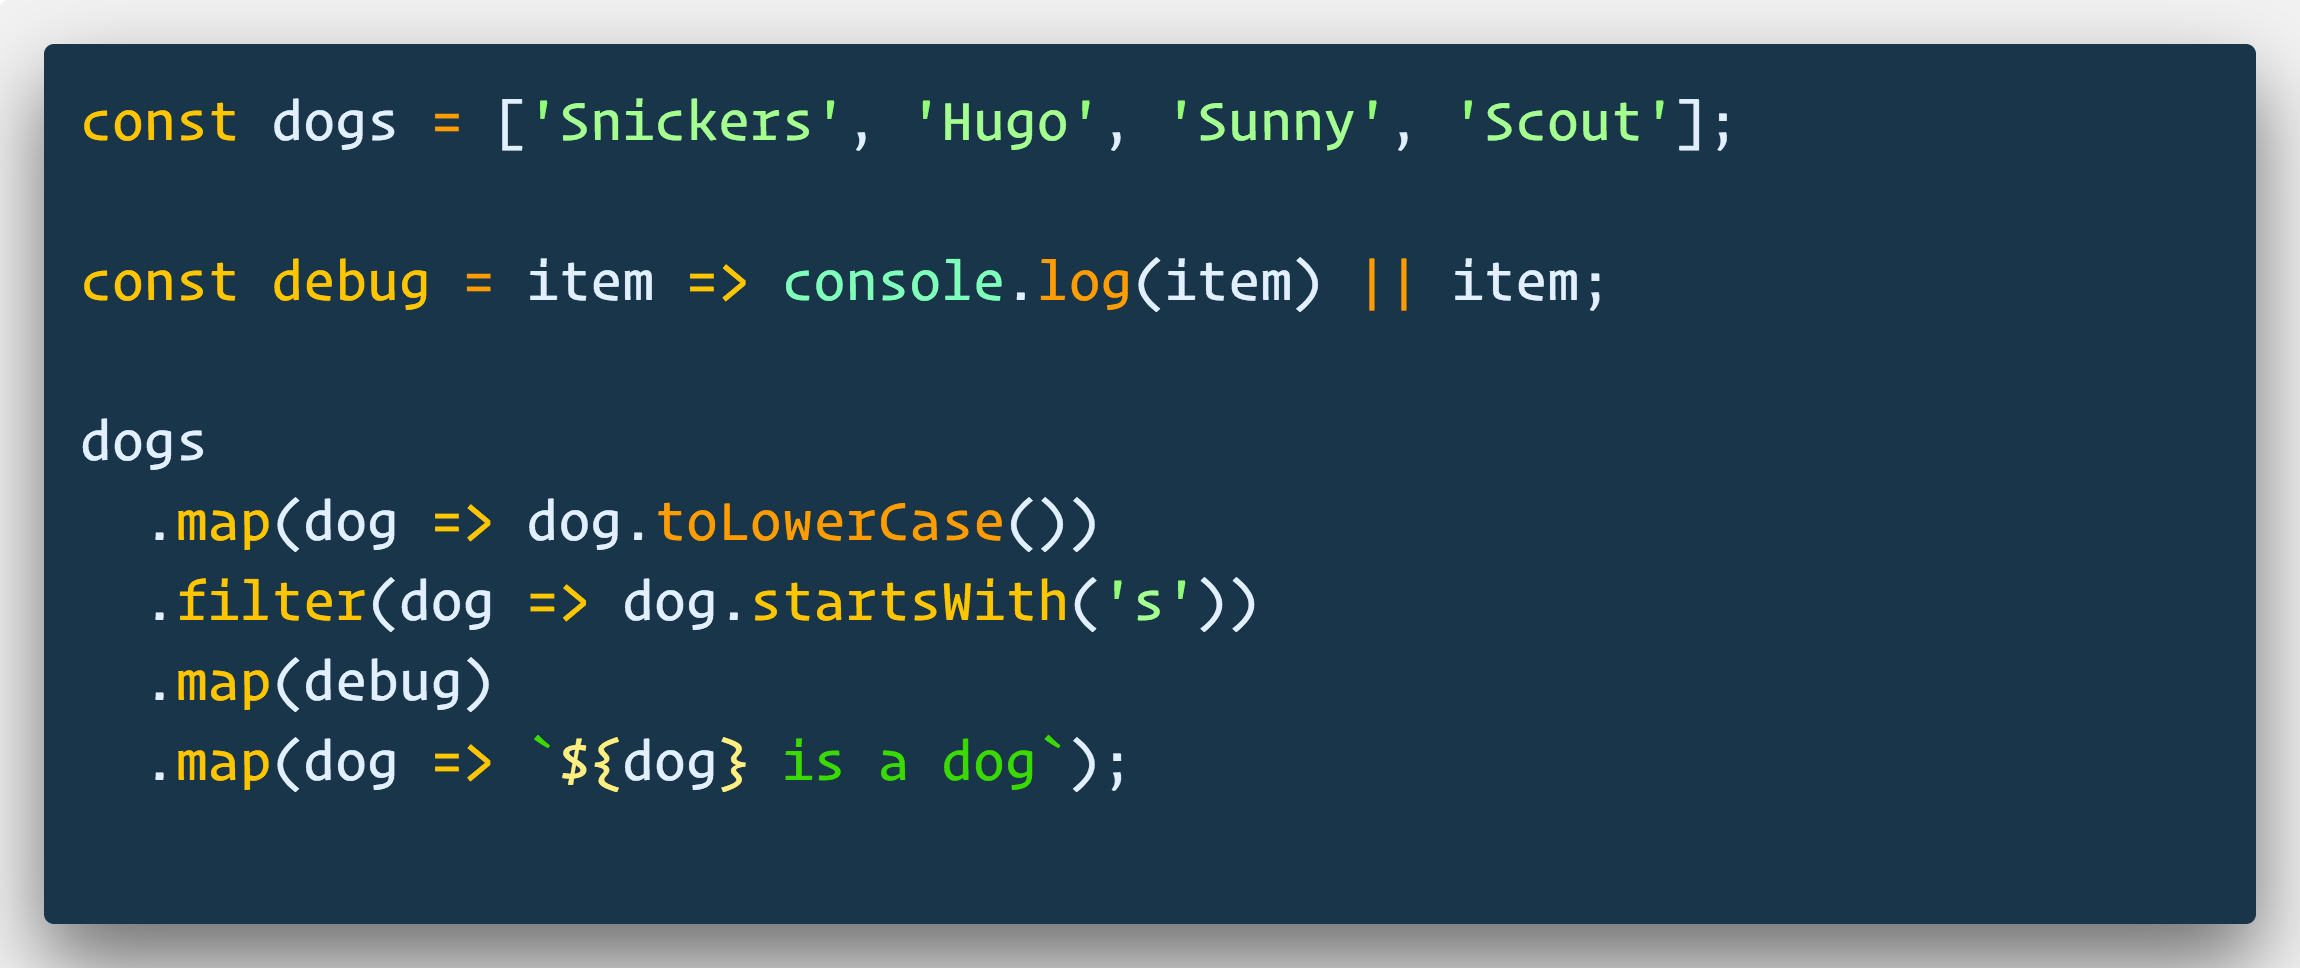 const dogs = ['Snickers', 'Hugo', 'Sunny', 'Scout'];
const debug = item => console.log(item) || item;
dogs
  .map(dog => dog.toLowerCase())
  .filter(dog => dog.startsWith('s'))
  .map(debug)
  .map(dog => `${dog} is a dog`);